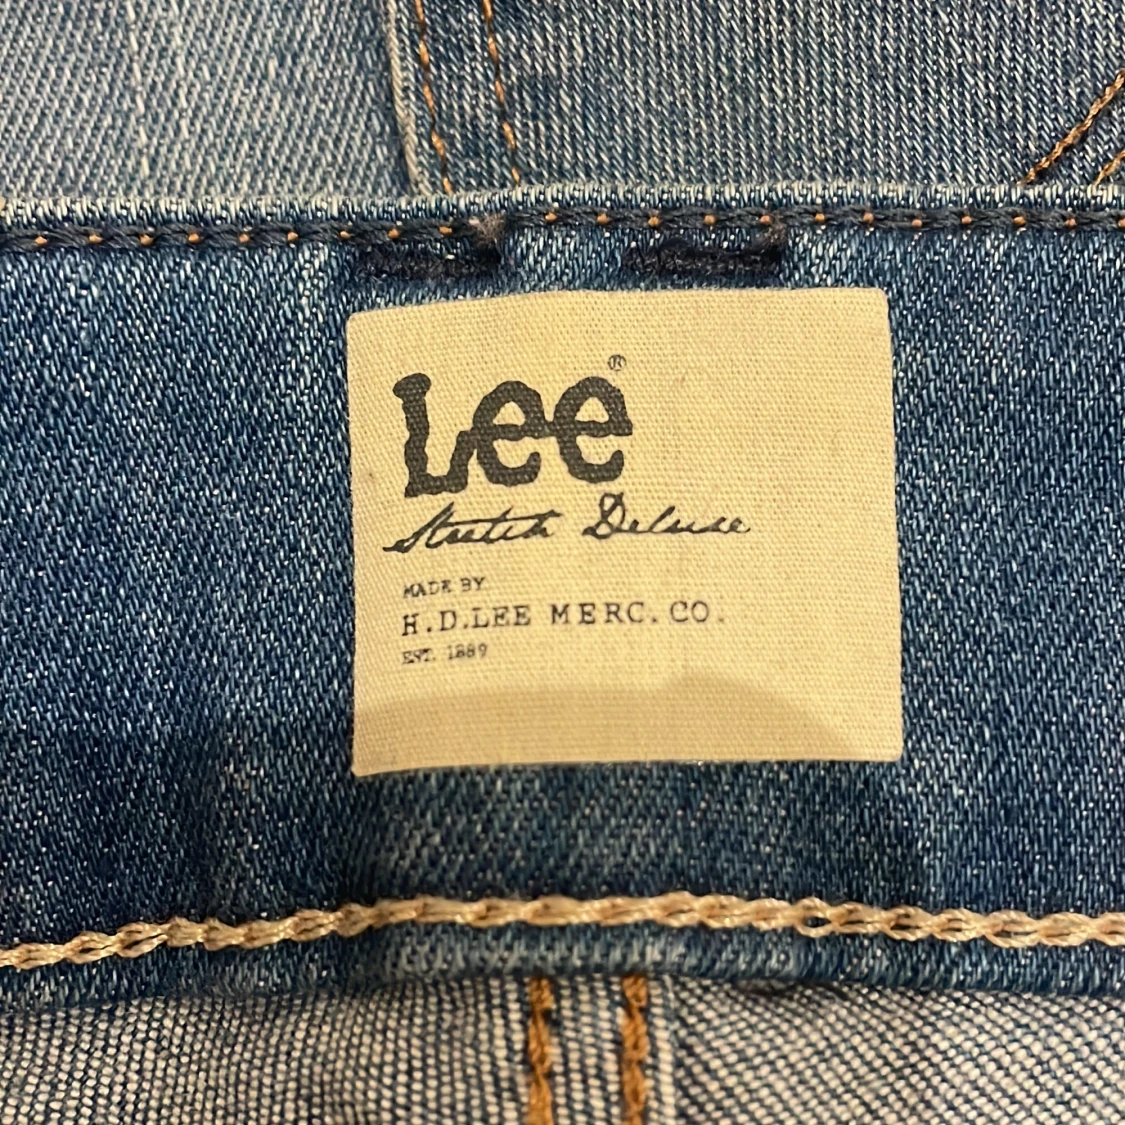 Lee®
Stretch Deluxe
MADE BY
H.D.LEE MERC. CO.
EST. 1889